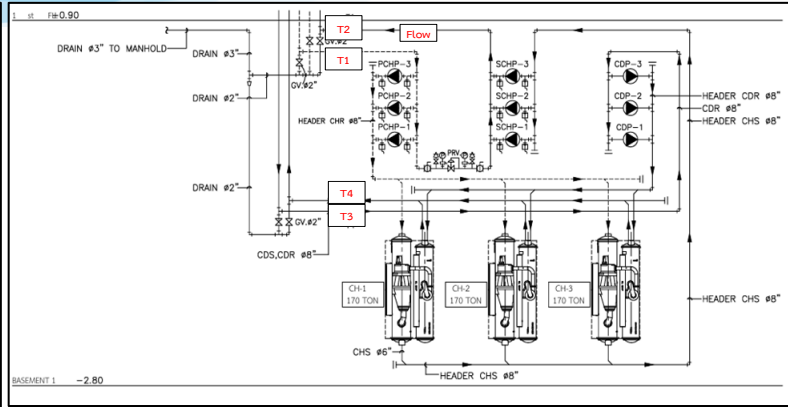 1 st FL+0.90
T2
Flow
DRAIN ø3" TO MANHOLD
DRAIN ø3"
GV.ø2"
T1
PCHP-3
SCHP-3
CDP-3
GV.ø2"
DRAIN ø2"
PCHP-2
SCHP-2
CDP-2
HEADER CDR ø8"
CDR ø8"
HEADER CHR ø8"
HEADER CHS ø8"
PCHP-1
SCHP-1
CDP-1
PRV.
DRAIN ø2"
T4
T3
GV.ø2"
CDS,CDR ø8"
CH-1
170 TON
CH-2
170 TON
CH-3
170 TON
HEADER CHS ø8"
CHS ø6"
HEADER CHS ø8"
BASEMENT 1 -2.80